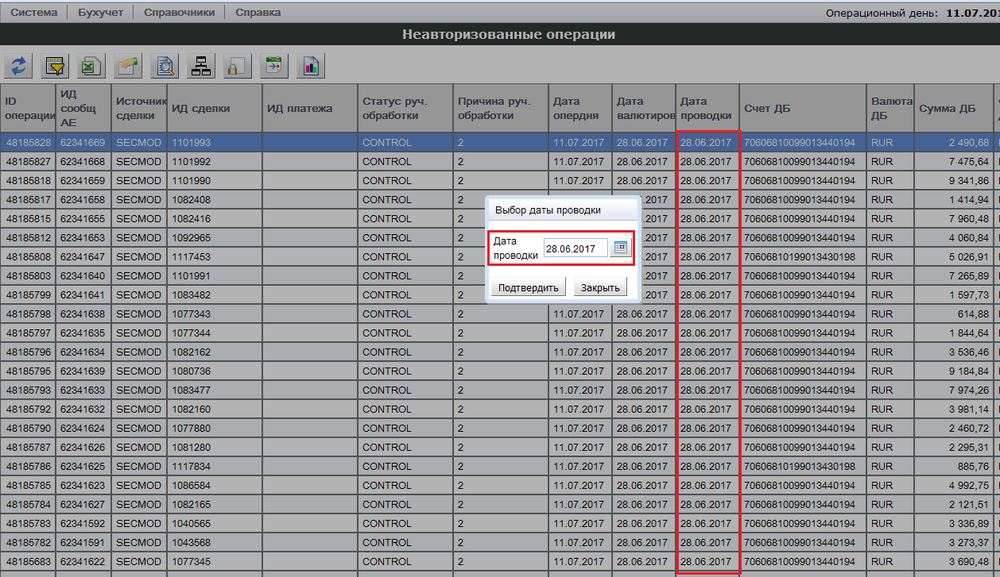 Система Бухучет Справочники Справка Операционный день: 11.07.201
Неавторизованные операции
ID операции ИД сообщ АЕ Источник сделки ИД сделки ИД платежа Статус руч. обработки Причина руч. обработки Дата опердня Дата валютиров Дата проводки Счет ДБ Валюта ДБ Сумма ДБ
48185828 62341669 SECMOD 1101993 CONTROL 2 11.07.2017 28.06.2017 28.06.2017 70606810099013440194 RUR 2 490,68
48185827 62341668 SECMOD 1101992 CONTROL 2 11.07.2017 28.06.2017 28.06.2017 70606810099013440194 RUR 7 475,64
48185818 62341659 SECMOD 1101990 CONTROL 2 11.07.2017 28.06.2017 28.06.2017 70606810099013440194 RUR 9 341,86
48185817 62341658 SECMOD 1082408 CONTROL 2 .2017 28.06.2017 70606810099013440194 RUR 1 414,94
48185815 62341655 SECMOD 1082416 CONTROL 2 .2017 28.06.2017 70606810099013440194 RUR 7 960,48
48185812 62341653 SECMOD 1092965 CONTROL 2 .2017 28.06.2017 70606810099013440194 RUR 4 060,84
48185808 62341647 SECMOD 1117453 CONTROL 2 .2017 28.06.2017 70606810199013430198 RUR 5 026,91
48185803 62341640 SECMOD 1101991 CONTROL 2 .2017 28.06.2017 70606810099013440194 RUR 7 265,89
48185799 62341641 SECMOD 1083482 CONTROL 2 .2017 28.06.2017 70606810099013440194 RUR 1 597,73
48185798 62341638 SECMOD 1077343 CONTROL 2 11.07.2017 28.06.2017 28.06.2017 70606810099013440194 RUR 614,88
48185797 62341635 SECMOD 1077344 CONTROL 2 11.07.2017 28.06.2017 28.06.2017 70606810099013440194 RUR 1 844,64
48185796 62341634 SECMOD 1082162 CONTROL 2 11.07.2017 28.06.2017 28.06.2017 70606810099013440194 RUR 3 536,46
48185795 62341639 SECMOD 1080736 CONTROL 2 11.07.2017 28.06.2017 28.06.2017 70606810099013440194 RUR 9 184,84
48185793 62341633 SECMOD 1083477 CONTROL 2 11.07.2017 28.06.2017 28.06.2017 70606810099013440194 RUR 7 974,26
48185792 62341632 SECMOD 1082160 CONTROL 2 11.07.2017 28.06.2017 28.06.2017 70606810099013440194 RUR 3 981,14
48185790 62341624 SECMOD 1077880 CONTROL 2 11.07.2017 28.06.2017 28.06.2017 70606810099013440194 RUR 2 460,72
48185787 62341626 SECMOD 1081280 CONTROL 2 11.07.2017 28.06.2017 28.06.2017 70606810099013440194 RUR 2 295,31
48185786 62341625 SECMOD 1117834 CONTROL 2 11.07.2017 28.06.2017 28.06.2017 70606810199013430198 RUR 885,76
48185785 62341623 SECMOD 1086584 CONTROL 2 11.07.2017 28.06.2017 28.06.2017 70606810099013440194 RUR 4 992,75
48185784 62341627 SECMOD 1082165 CONTROL 2 11.07.2017 28.06.2017 28.06.2017 70606810099013440194 RUR 2 121,51
48185783 62341592 SECMOD 1040565 CONTROL 2 11.07.2017 28.06.2017 28.06.2017 70606810099013440194 RUR 3 336,89
48185782 62341591 SECMOD 1043568 CONTROL 2 11.07.2017 28.06.2017 28.06.2017 70606810099013440194 RUR 3 273,37
48185683 62341622 SECMOD 1077345 CONTROL 2 11.07.2017 28.06.2017 28.06.2017 70606810099013440194 RUR 3 690,48
Выбор даты проводки
Дата
проводки 28.06.2017
Подтвердить Закрыть